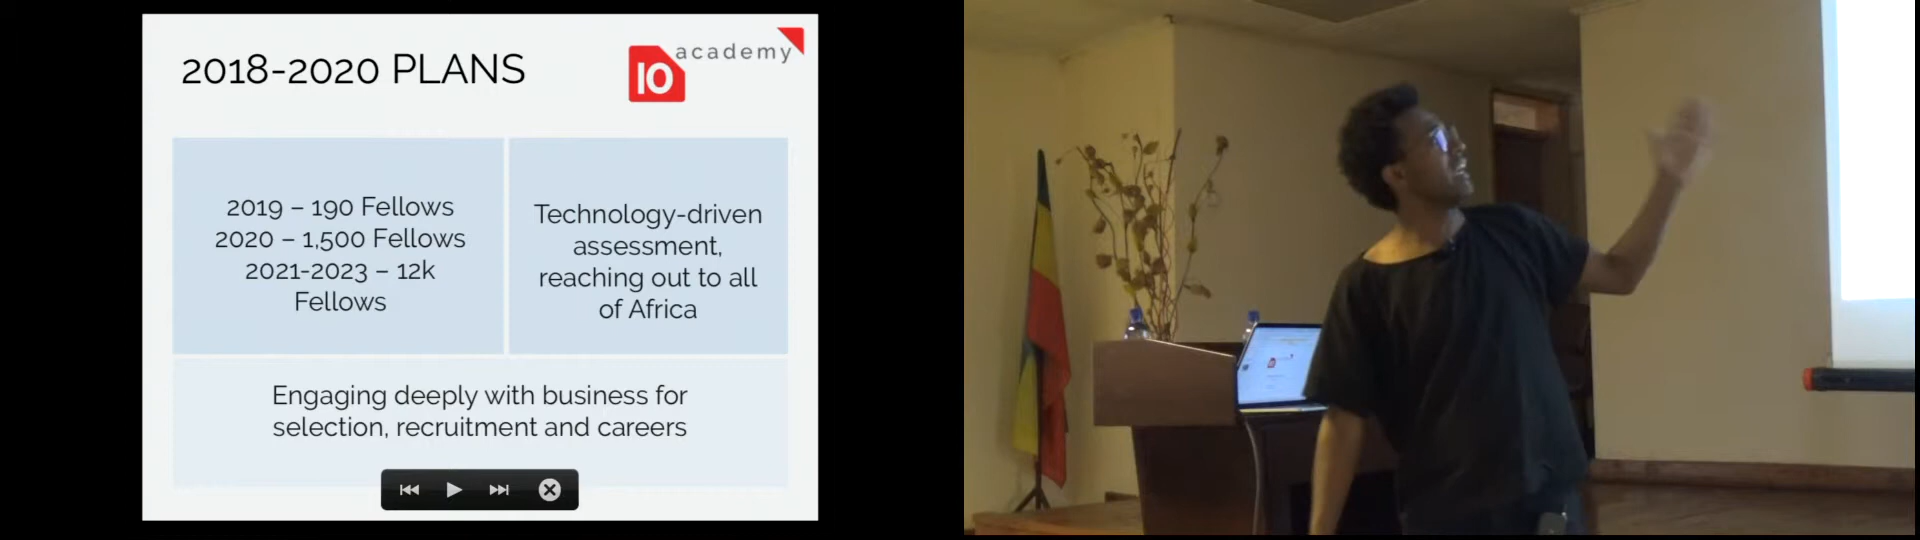 2018-2020 PLANS
10
academy
2019 – 190 Fellows
2020 – 1,500 Fellows
2021-2023 – 12k
Fellows
Technology-driven
assessment,
reaching out to all
of Africa
Engaging deeply with business for
selection, recruitment and careers